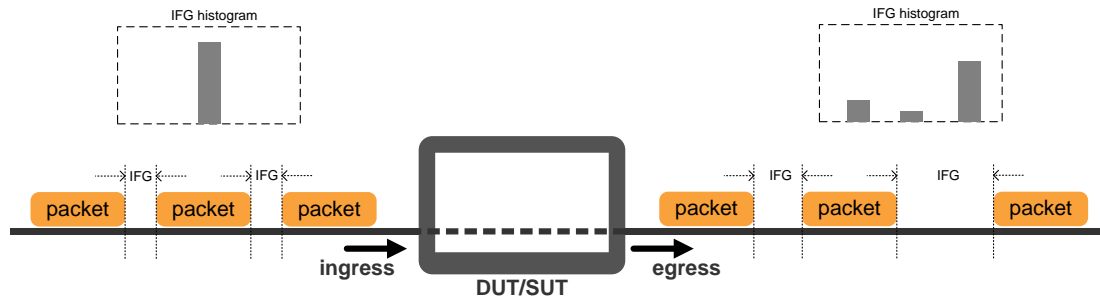 IFG histogram
IFG histogram
IFG
IFG
IFG
IFG
packet
packet
packet
packet
packet
packet
ingress
egress
DUT/SUT